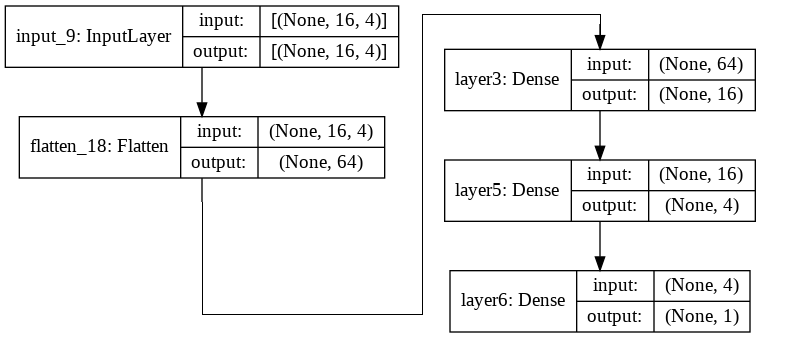 input_9: InputLayer
input: [(None, 16, 4)]
output: [(None, 16, 4)]
flatten_18: Flatten
input: (None, 16, 4)
output: (None, 64)
layer3: Dense
input: (None, 64)
output: (None, 16)
layer5: Dense
input: (None, 16)
output: (None, 4)
layer6: Dense
input: (None, 4)
output: (None, 1)